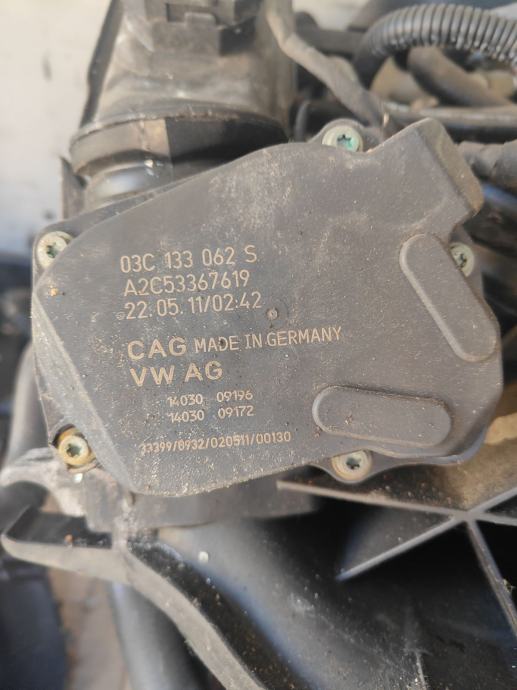 03C 133 062 S
A2C53367619
22.05.11/02:42
CAG MADE IN GERMANY
VW AG
14030 09196
14030 09172
33399/0932/020511/00130